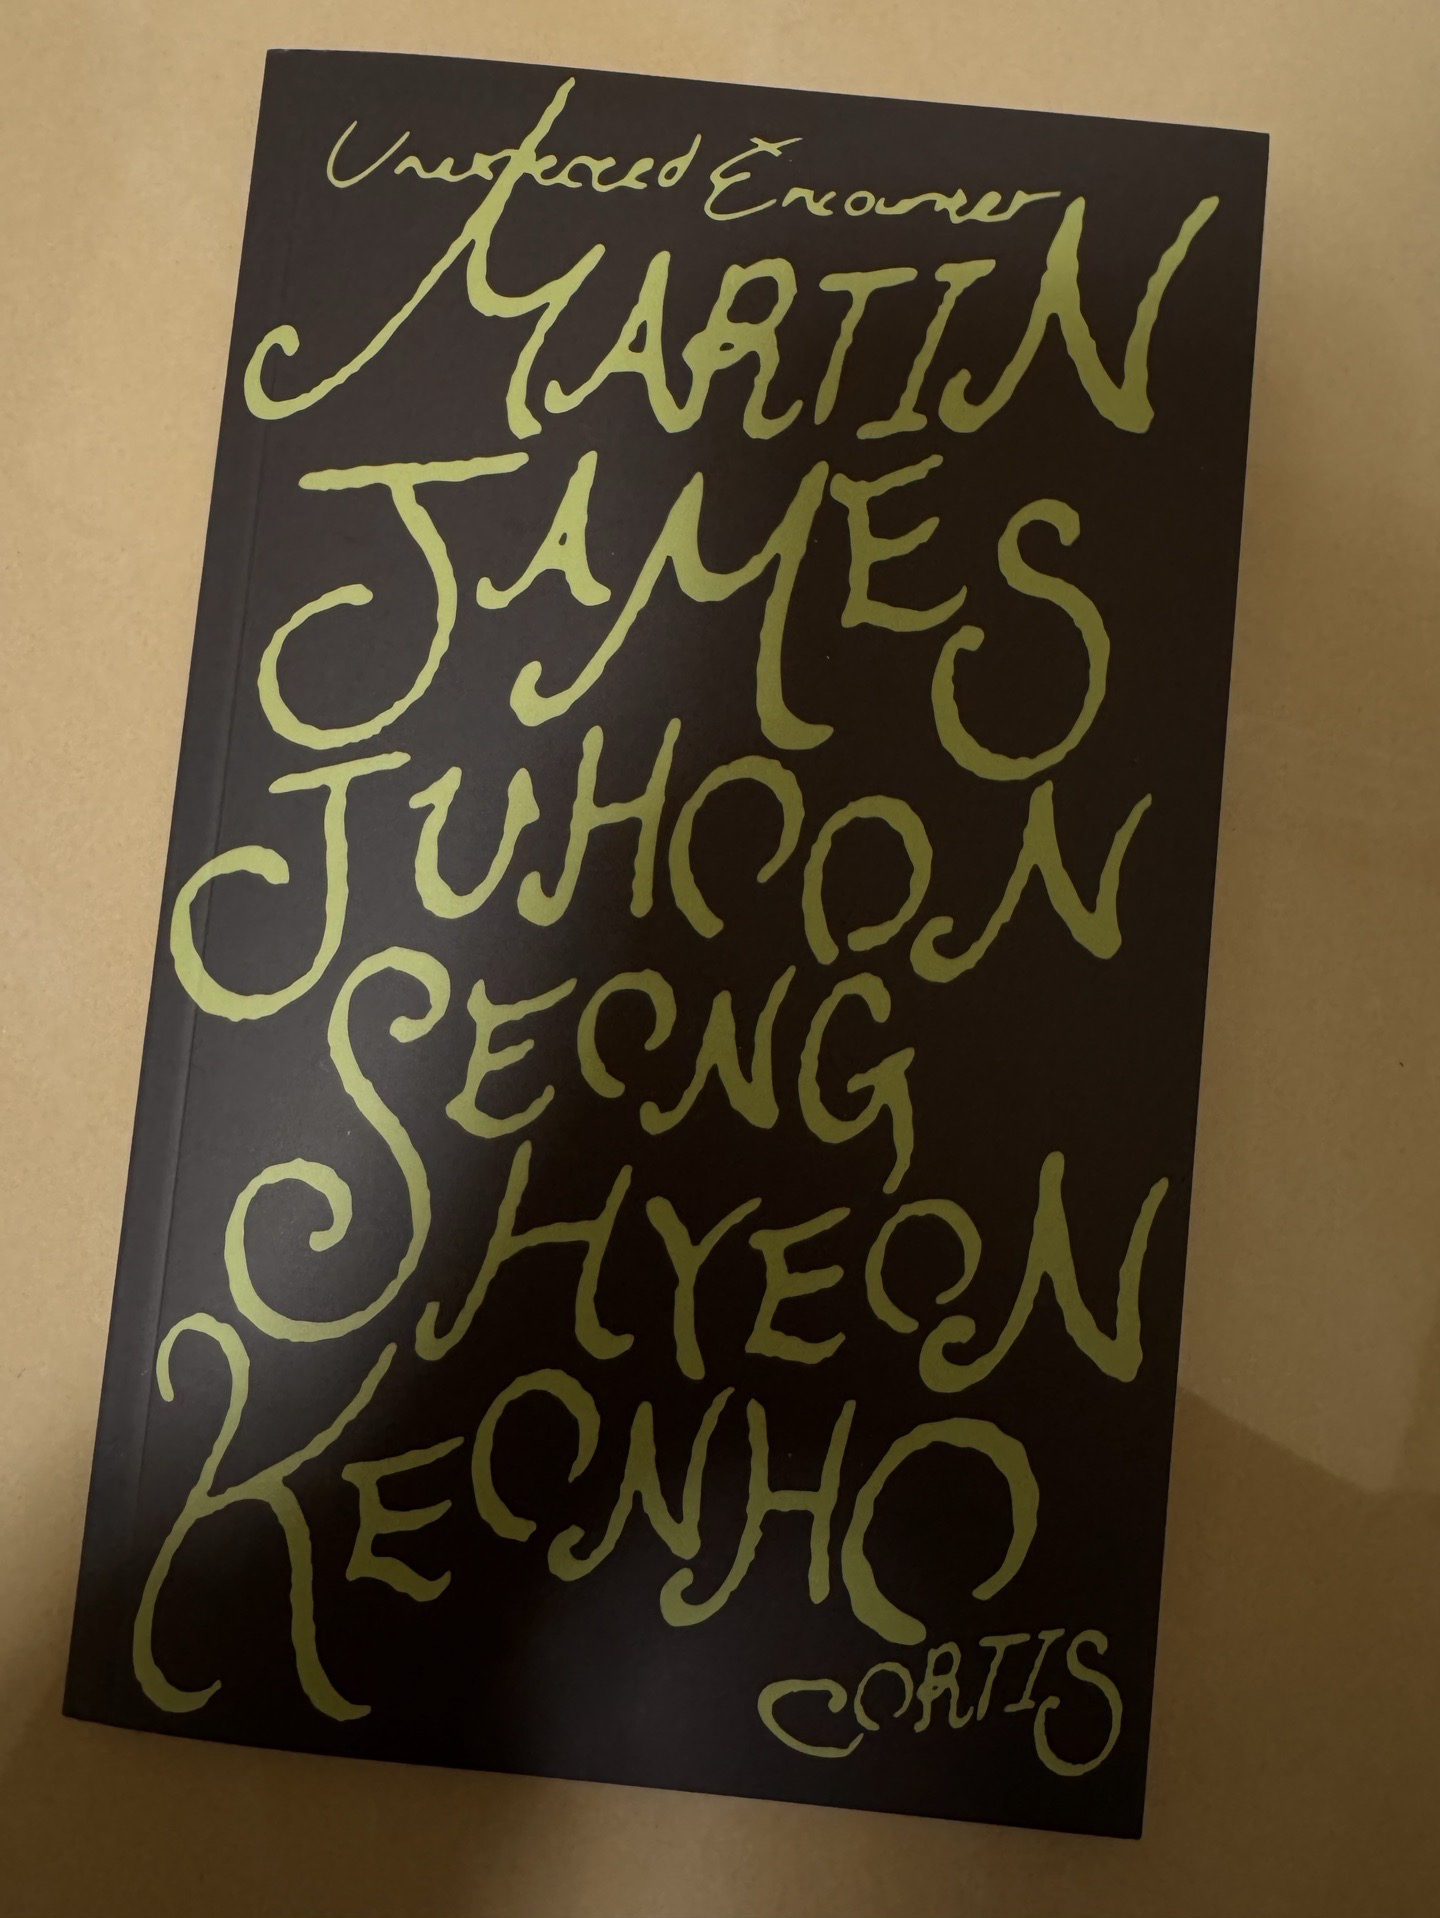 Unexpected Encounter
MARTIN
JAMES
JUHOON
SEONG
HYEON
KEONHO
CORTIS